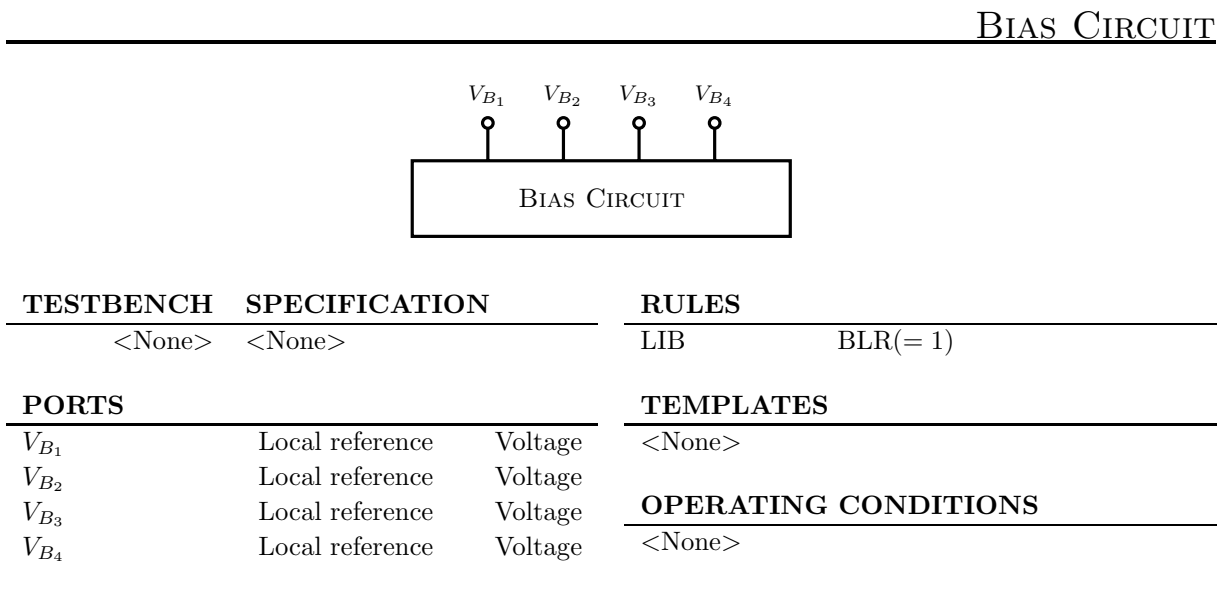 BIAS CIRCUIT
V_{B_1} V_{B_2} V_{B_3} V_{B_4}
BIAS CIRCUIT
TESTBENCH SPECIFICATION
<None> <None>
PORTS
V_{B_1} Local reference Voltage
V_{B_2} Local reference Voltage
V_{B_3} Local reference Voltage
V_{B_4} Local reference Voltage
RULES
LIB BLR(= 1)
TEMPLATES
<None>
OPERATING CONDITIONS
<None>